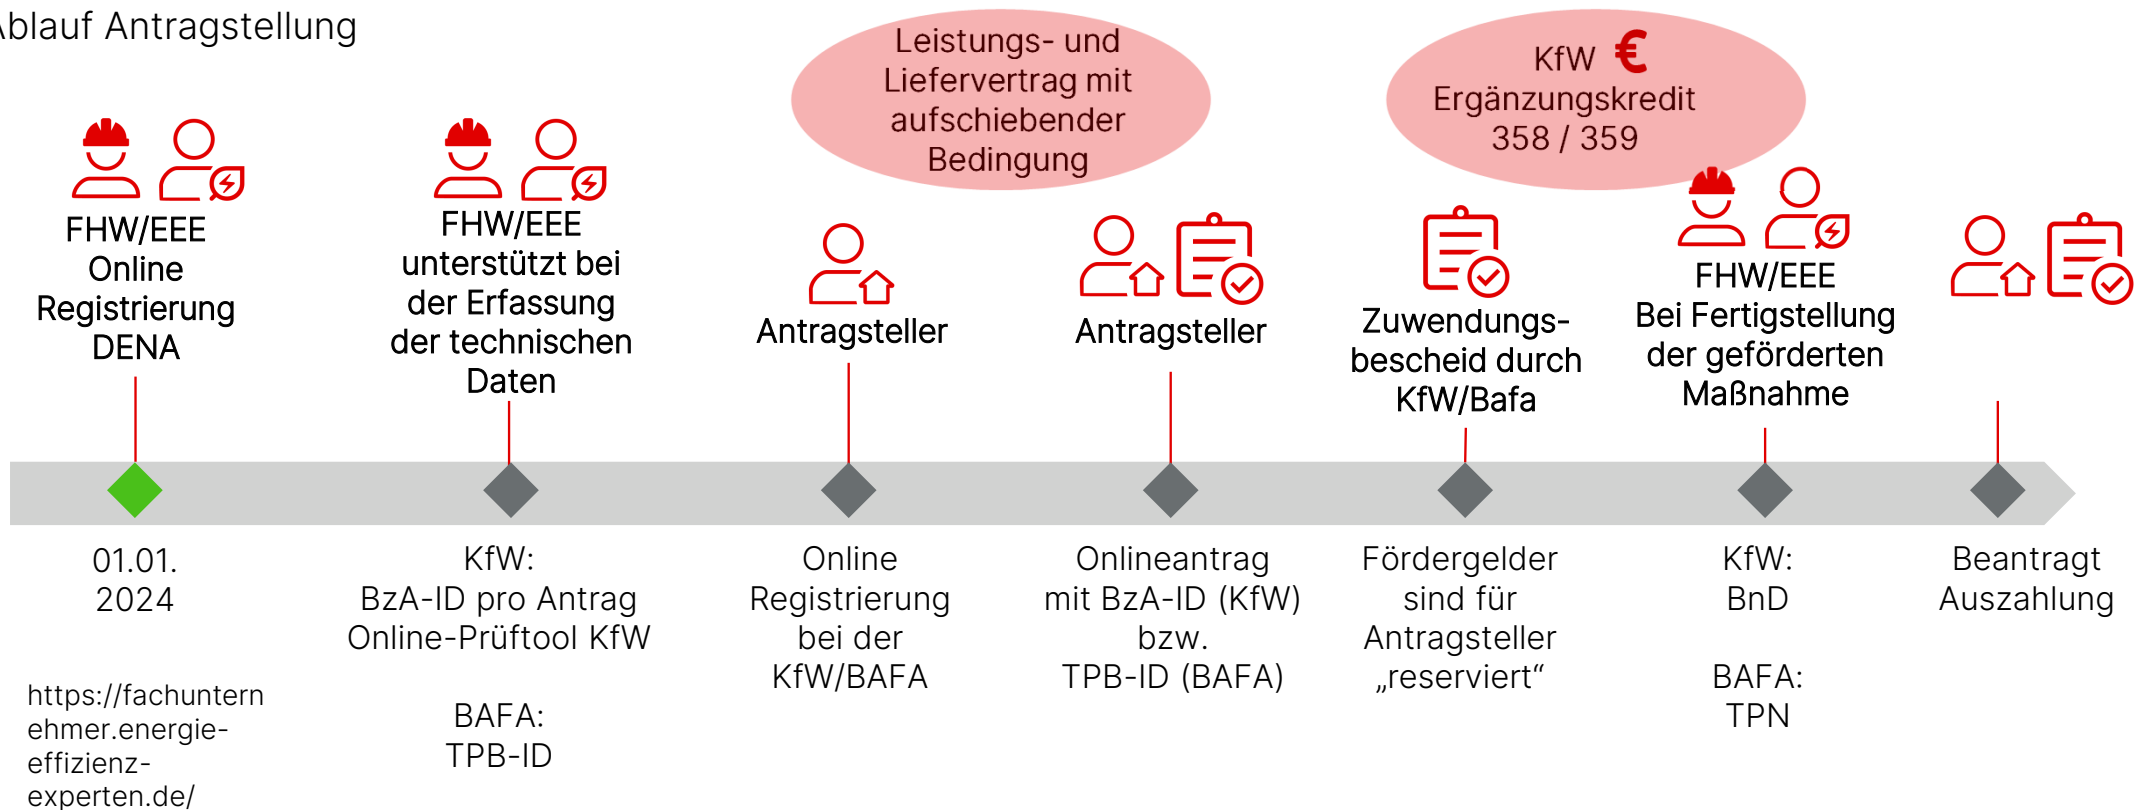 Ablauf Antragstellung
Leistungs- und
Liefervertrag mit
aufschiebender
Bedingung
KfW €
Ergänzungskredit
358 / 359
FHW/EEE
Online
Registrierung
DENA
FHW/EEE
unterstützt bei
der Erfassung
der technischen
Daten
Antragsteller
Antragsteller
Zuwendungs-
bescheid durch
KfW/Bafa
FHW/EEE
Bei Fertigstellung
der geförderten
Maßnahme
01.01.
2024
https://fachuntern
ehmer.energie-
effizienz-
experten.de/
KfW:
BzA-ID pro Antrag
Online-Prüftool KfW
BAFA:
TPB-ID
Online
Registrierung
bei der
KfW/BAFA
Onlineantrag
mit BzA-ID (KfW)
bzw.
TPB-ID (BAFA)
Fördergelder
sind für
Antragsteller
„reserviert“
KfW:
BnD
BAFA:
TPN
Beantragt
Auszahlung